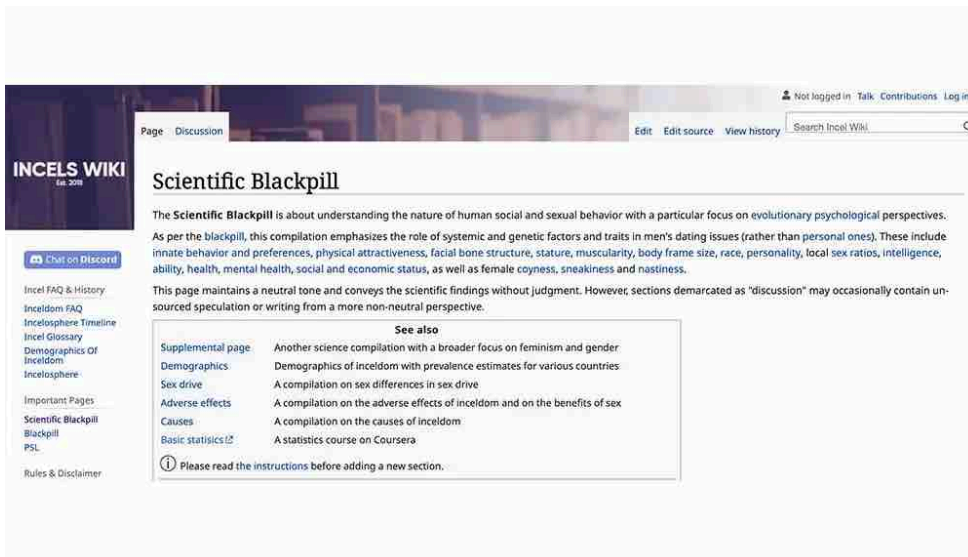 Not logged in Talk Contributions Log in
Page Discussion
Edit Edit source View history Search Incel Wiki
INCELS WIKI
Est. 2018
Scientific Blackpill
The Scientific Blackpill is about understanding the nature of human social and sexual behavior with a particular focus on evolutionary psychological perspectives.
As per the blackpill, this compilation emphasizes the role of systemic and genetic factors and traits in men's dating issues (rather than personal ones). These include
innate behavior and preferences, physical attractiveness, facial bone structure, stature, muscularity, body frame size, race, personality, local sex ratios, intelligence,
ability, health, mental health, social and economic status, as well as female coyness, sneakiness and nastiness.
This page maintains a neutral tone and conveys the scientific findings without judgment. However, sections demarcated as "discussion" may occasionally contain un-
sourced speculation or writing from a more non-neutral perspective.
See also
Supplemental page Another science compilation with a broader focus on feminism and gender
Demographics Demographics of inceldom with prevalence estimates for various countries
Sex drive A compilation on sex differences in sex drive
Adverse effects A compilation on the adverse effects of inceldom and on the benefits of sex
Causes A compilation on the causes of inceldom
Basic statisics A statistics course on Coursera
Please read the instructions before adding a new section.
Chat on Discord
Incel FAQ & History
Inceldom FAQ
Incelosphere Timeline
Incel Glossary
Demographics Of
Inceldom
Incelosphere
Important Pages
Scientific Blackpill
Blackpill
PSL
Rules & Disclaimer